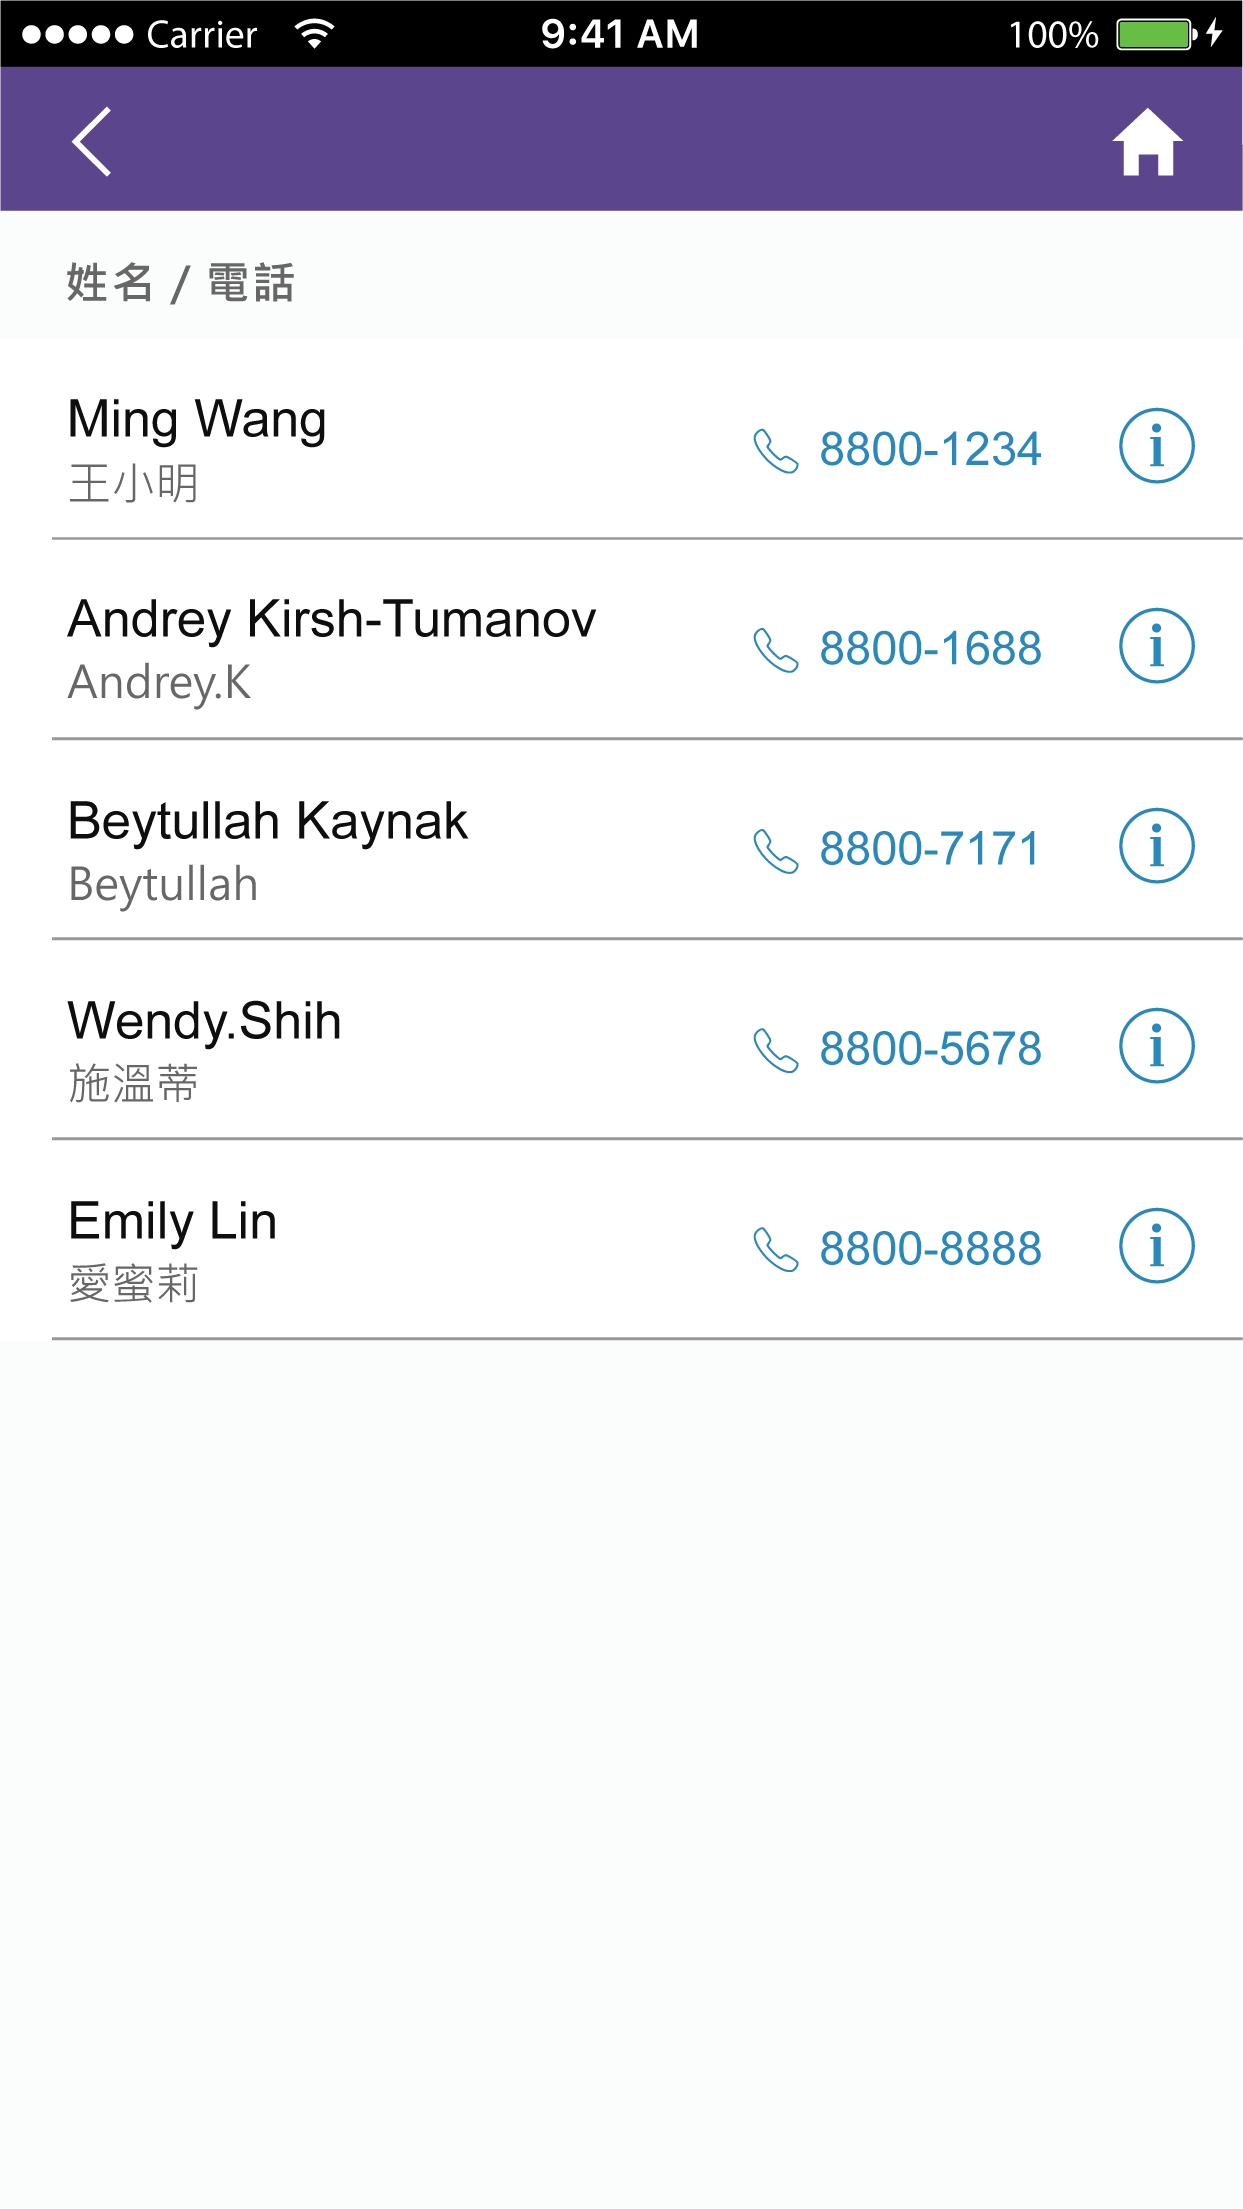 Carrier 9:41 AM 100%
姓名 / 電話
Ming Wang
王小明
8800-1234
Andrey Kirsh-Tumanov
Andrey.K
8800-1688
Beytullah Kaynak
Beytullah
8800-7171
Wendy.Shih
施溫蒂
8800-5678
Emily Lin
愛蜜莉
8800-8888